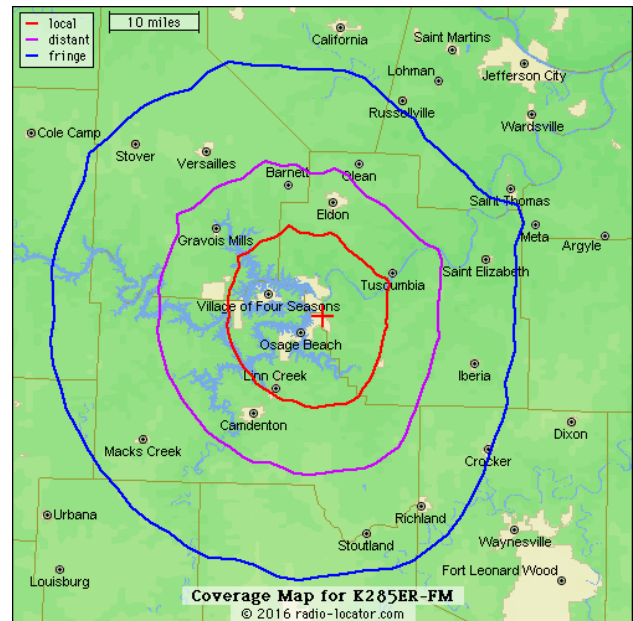 local
distant
fringe
10 miles
California
Saint Martins
Jefferson City
Lohman
Russellville
Wardsville
Cole Camp
Stover
Versailles
Barnett
Olean
Saint Thomas
Eldon
Meta
Argyle
Gravois Mills
Saint Elizabeth
Tuscumbia
Village of Four Seasons
Osage Beach
Linn Creek
Iberia
Camdenton
Dixon
Macks Creek
Crocker
Richland
Urbana
Stoutland
Waynesville
Louisburg
Fort Leonard Wood
Coverage Map for K285ER-FM
© 2016 radio-locator.com